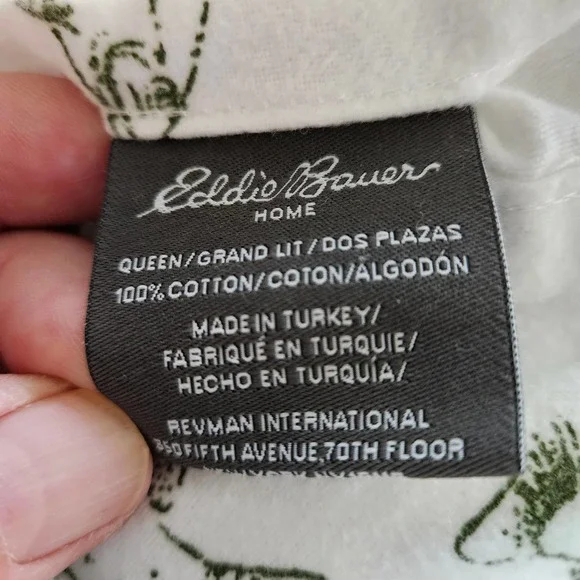 Eddie Bauer
HOME
QUEEN/GRAND LIT/DOS PLAZAS
100% COTTON/COTON/ALGODÓN
MADE IN TURKEY/
FABRIQUÉ EN TURQUIE/
HECHO EN TURQUÍA/
REVMAN INTERNATIONAL
350 FIFTH AVENUE, 70TH FLOOR